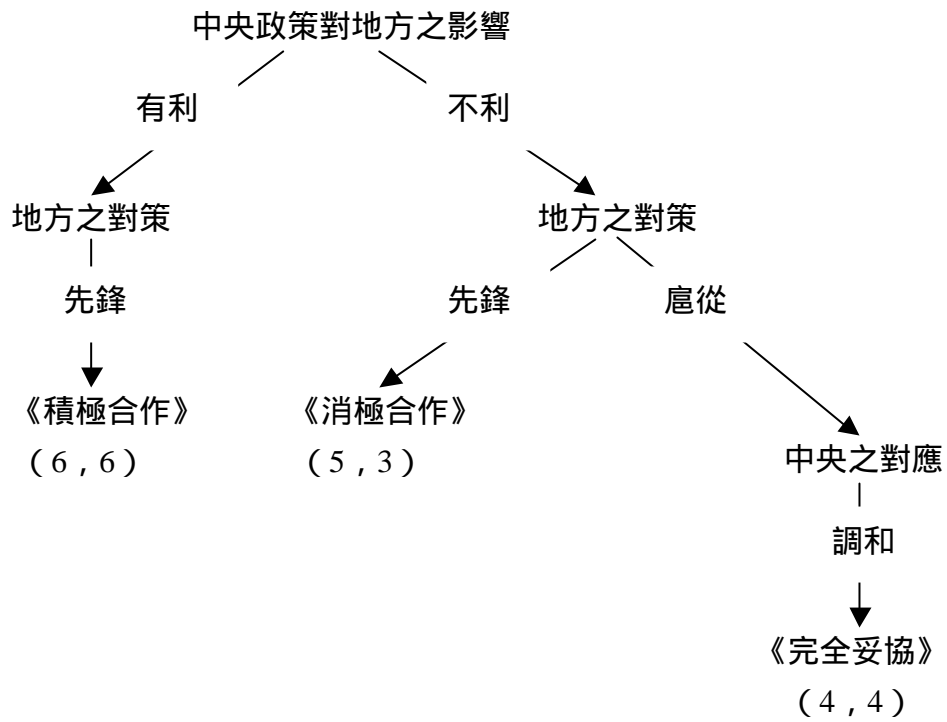 中央政策對地方之影響
有利
不利
地方之對策
地方之對策
先鋒
先鋒
扈從
《積極合作》
《消極合作》
(6,6)
(5,3)
中央之對應
調和
《完全妥協》
(4,4)